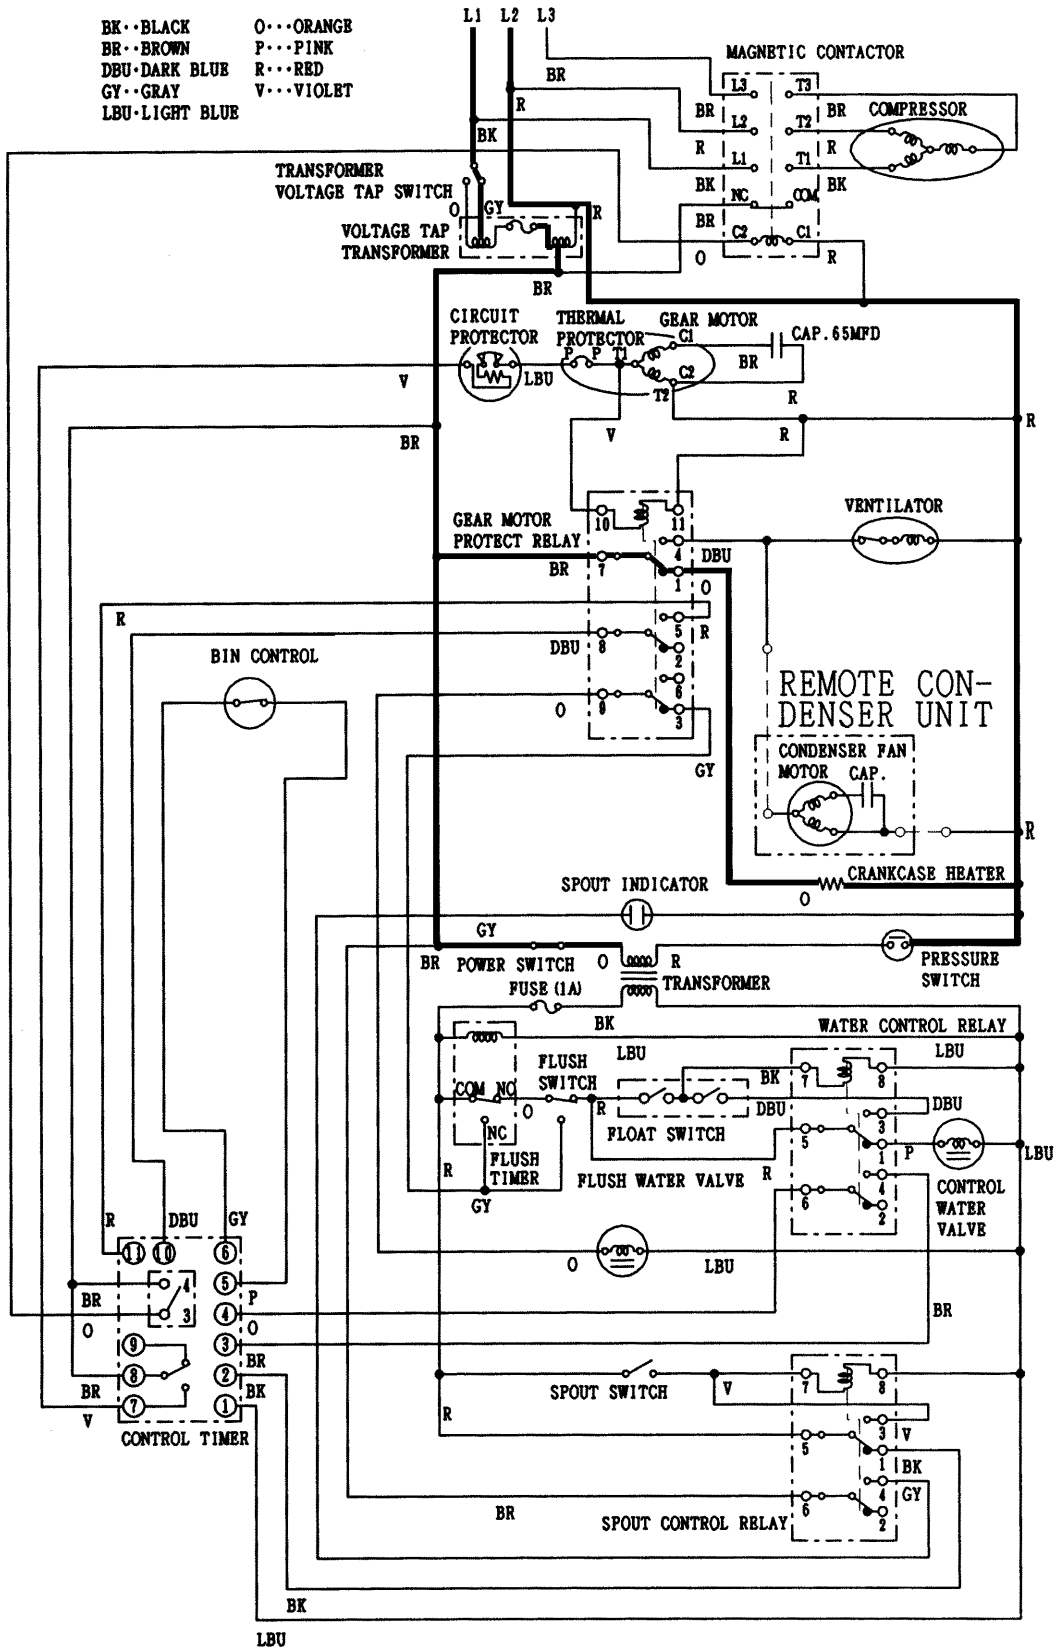 L1 L2 L3
BK··BLACK O···ORANGE
BR··BROWN P···PINK
DBU·DARK BLUE R···RED
GY··GRAY V···VIOLET
LBU·LIGHT BLUE
MAGNETIC CONTACTOR
BR
R
BK
L3 T3
BR BR
COMPRESSOR
L2 T2
R R
L1 T1
BK BK
NC COM
BR
C2 C1
O R
TRANSFORMER
VOLTAGE TAP SWITCH
O GY R
VOLTAGE TAP
TRANSFORMER
BR
CIRCUIT
PROTECTOR
THERMAL
PROTECTOR
GEAR MOTOR
CAP.65MFD
P P T1 C1
BR
C2
T2
R
V
LBU
BR
V
R
R
GEAR MOTOR
PROTECT RELAY
10 11
4
DBU
BR 7
1 O
VENTILATOR
R
5 R
DBU 8
2
6
O 9
3
GY
BIN CONTROL
REMOTE CON-
DENSER UNIT
CONDENSER FAN
MOTOR CAP.
R
CRANKCASE HEATER
O
SPOUT INDICATOR
GY
BR POWER SWITCH O R
PRESSURE
SWITCH
TRANSFORMER
FUSE(1A)
BK
LBU
WATER CONTROL RELAY
LBU
FLUSH
SWITCH
COM NO
O
NC
R
BK
DBU
FLOAT SWITCH
7 8
3 DBU
5
1 P
4
6
2
LBU
FLUSH
TIMER
GY
R
FLUSH WATER VALVE
R
CONTROL
WATER
VALVE
O LBU
BR
R DBU GY
11 10 6
4 5
BR P
3 4
O O
9 3
BR
8 2
BR BK
7 1
V
CONTROL TIMER
SPOUT SWITCH
V
R
7 8
3 V
5
1 BK
4 GY
6
2
BR
SPOUT CONTROL RELAY
BK
LBU